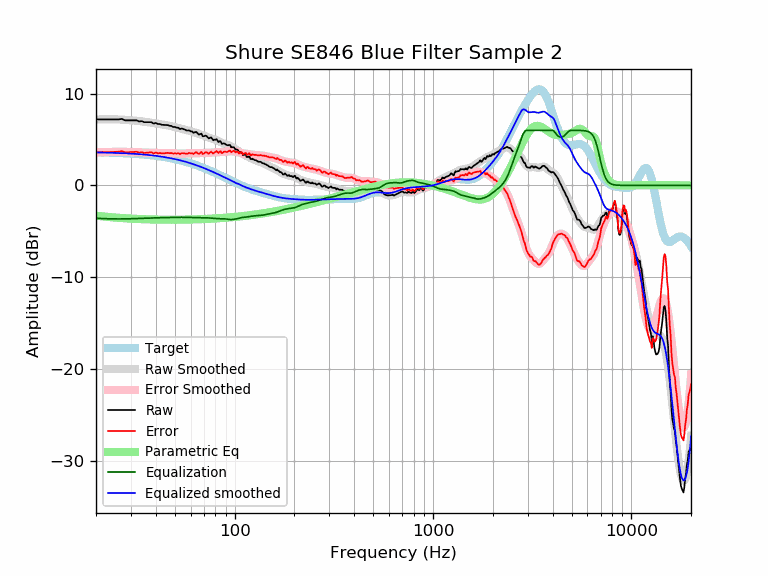 Shure SE846 Blue Filter Sample 2
Amplitude (dBr)
10
0
−10
−20
−30
Target
Raw Smoothed
Error Smoothed
Raw
Error
Parametric Eq
Equalization
Equalized smoothed
100
1000
10000
Frequency (Hz)